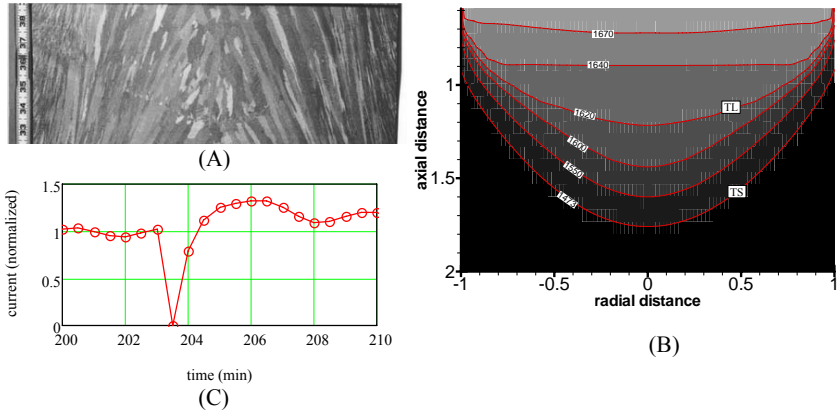 38
37
36
35
34
33
(A)
1.5
1
0.5
0
200 202 204 206 208 210
current (normalized)
time (min)
(C)
1670
1640
1620
TL
1600
1550
1473
TS
1
1.5
2
-1 -0.5 0 0.5 1
axial distance
radial distance
(B)